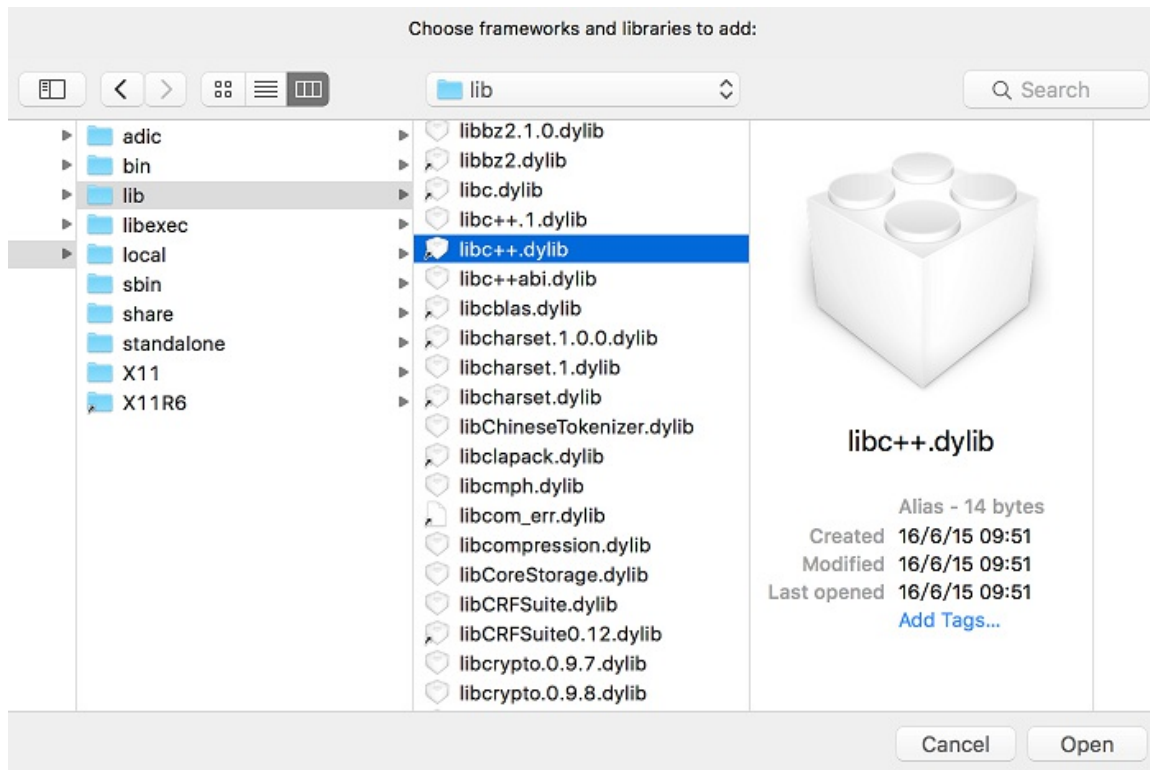 Choose frameworks and libraries to add:
lib
Search
adic
bin
lib
libexec
local
sbin
share
standalone
X11
X11R6
libbz2.1.0.dylib
libbz2.dylib
libc.dylib
libc++.1.dylib
libc++.dylib
libc++abi.dylib
libcblas.dylib
libcharset.1.0.0.dylib
libcharset.1.dylib
libcharset.dylib
libChineseTokenizer.dylib
libclapack.dylib
libcmph.dylib
libcom_err.dylib
libcompression.dylib
libCoreStorage.dylib
libCRFSuite.dylib
libCRFSuite0.12.dylib
libcrypto.0.9.7.dylib
libcrypto.0.9.8.dylib
libc++.dylib
Alias - 14 bytes
Created 16/6/15 09:51
Modified 16/6/15 09:51
Last opened 16/6/15 09:51
Add Tags...
Cancel
Open